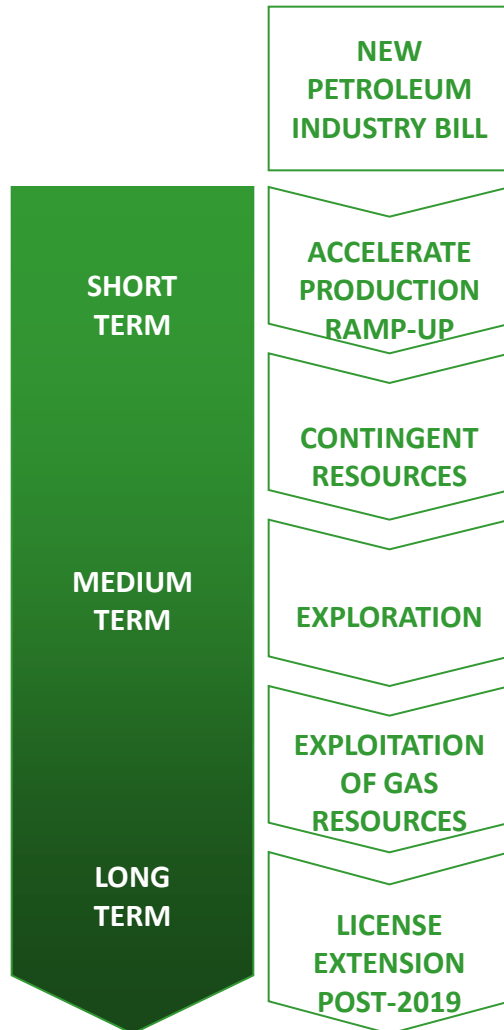 NEW
PETROLEUM
INDUSTRY BILL
SHORT
TERM
ACCELERATE
PRODUCTION
RAMP-UP
CONTINGENT
RESOURCES
MEDIUM
TERM
EXPLORATION
EXPLOITATION
OF GAS
RESOURCES
LONG
TERM
LICENSE
EXTENSION
POST-2019